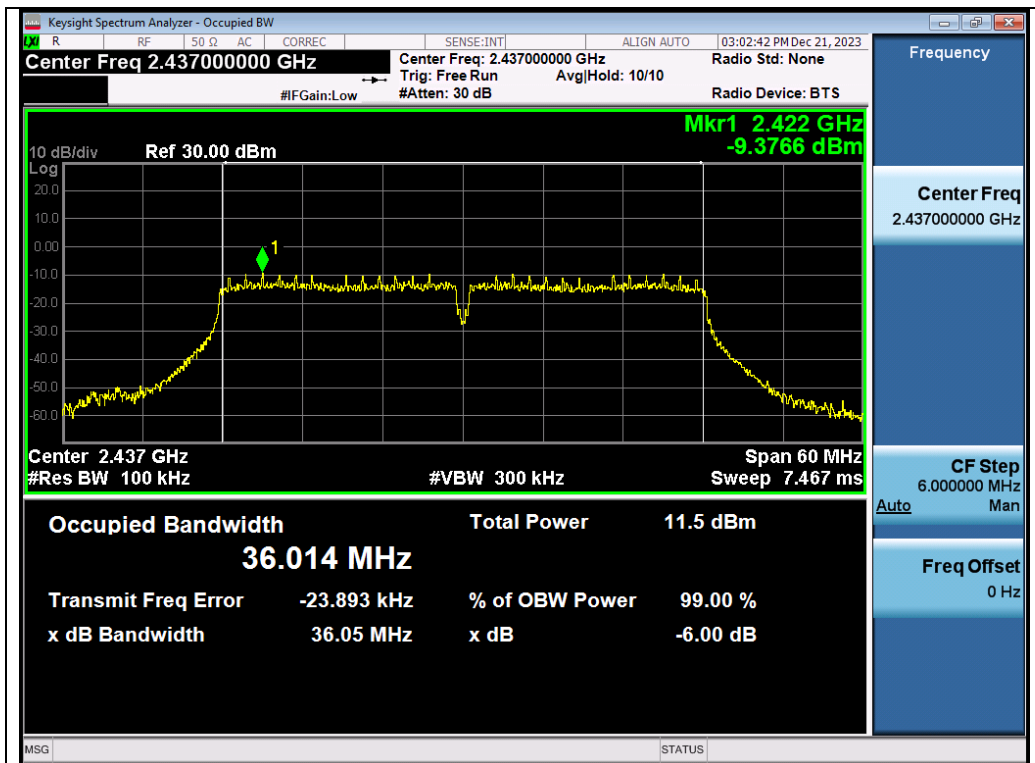 Keysight Spectrum Analyzer - Occupied BW
LXI R RF 50 Ω AC CORREC SENSE:INT ALIGN AUTO 03:02:42 PM Dec 21, 2023
Center Freq 2.437000000 GHz
Center Freq: 2.437000000 GHz Radio Std: None
Trig: Free Run Avg|Hold: 10/10
#IFGain:Low #Atten: 30 dB Radio Device: BTS
Mkr1 2.422 GHz
-9.3766 dBm
10 dB/div Ref 30.00 dBm
Log
20.0
10.0
0.00
1
-10.0
-20.0
-30.0
-40.0
-50.0
-60.0
Center 2.437 GHz Span 60 MHz
#Res BW 100 kHz #VBW 300 kHz Sweep 7.467 ms
Occupied Bandwidth Total Power 11.5 dBm
36.014 MHz
Transmit Freq Error -23.893 kHz % of OBW Power 99.00 %
x dB Bandwidth 36.05 MHz x dB -6.00 dB
MSG STATUS
Frequency
Center Freq
2.437000000 GHz
CF Step
6.000000 MHz
Auto Man
Freq Offset
0 Hz